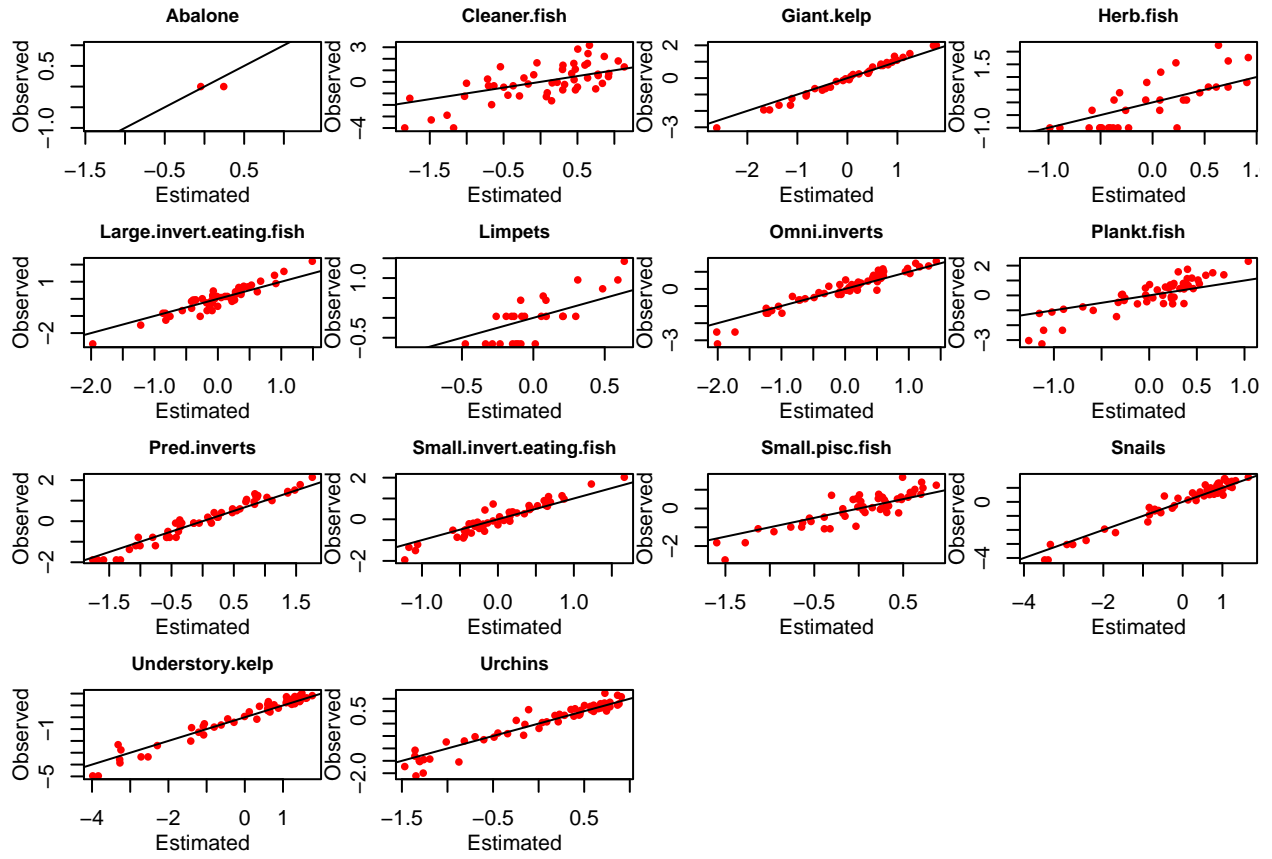 Abalone Cleaner.fish Giant.kelp Herb.fish
Observed Observed Observed Observed
−1.0 0.5 −4 0 3 −3 0 2 −1.0 1.5
−1.5 −0.5 0.5 −1.5 −0.5 0.5 −2 −1 0 1 −1.0 0.0 0.5 1.
Estimated Estimated Estimated Estimated
Large.invert.eating.fish Limpets Omni.inverts Plankt.fish
Observed Observed Observed Observed
−2 1 −0.5 1.0 −3 0 −3 0 2
−2.0 −1.0 0.0 1.0 −0.5 0.0 0.5 −2.0 −1.0 0.0 1.0 −1.0 0.0 0.5 1.0
Estimated Estimated Estimated Estimated
Pred.inverts Small.invert.eating.fish Small.pisc.fish Snails
Observed Observed Observed Observed
−2 0 2 −2 0 2 −2 0 −4 0
−1.5 −0.5 0.5 1.5 −1.0 0.0 1.0 −1.5 −0.5 0.5 −4 −2 0 1
Estimated Estimated Estimated Estimated
Understory.kelp Urchins
Observed Observed
−5 −1 −2.0 0.5
−4 −2 0 1 −1.5 −0.5 0.5
Estimated Estimated